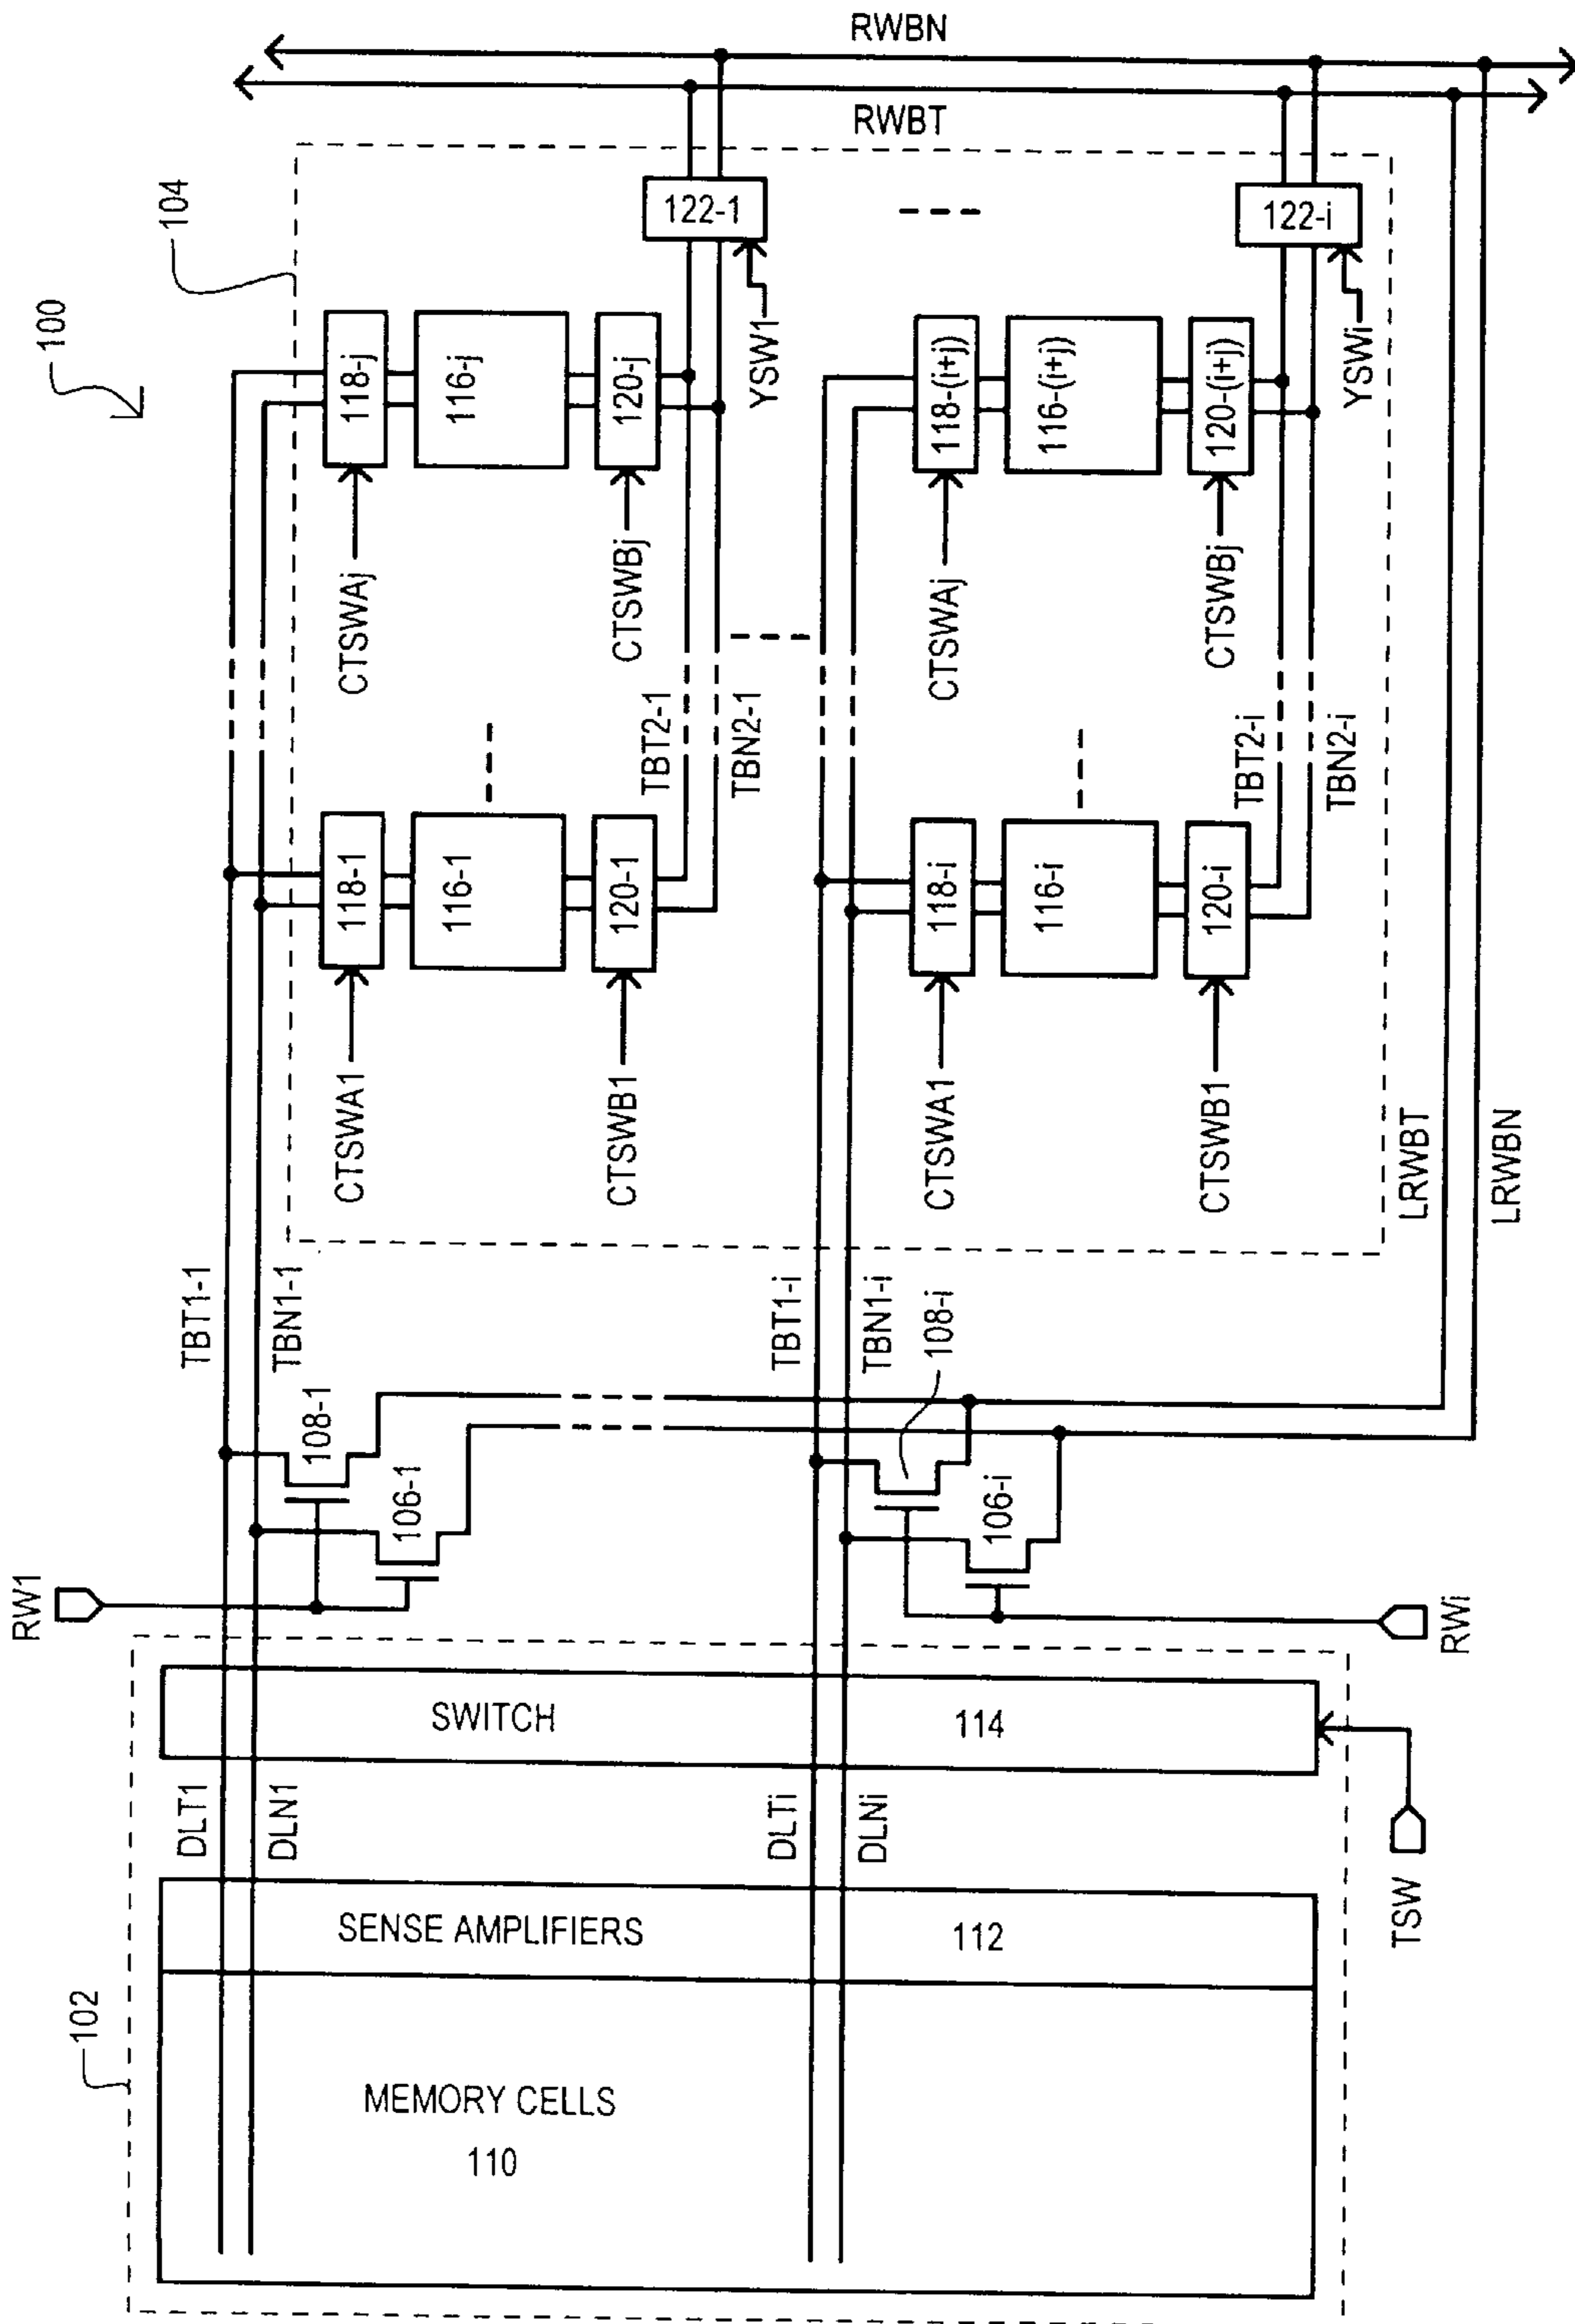 100
104
RWBN
RWBT
118-j
116-j
120-j
122-1
118-(i+j)
116-(i+j)
120-(i+j)
122-i
CTSWAj
CTSWBj
YSW1
CTSWAj
CTSWBj
YSWi
TBT2-1
TBN2-1
TBT2-i
TBN2-i
118-1
116-1
120-1
118-i
116-i
120-i
CTSWA1
CTSWB1
CTSWA1
CTSWB1
LRWBT
LRWBN
TBT1-1
TBN1-1
TBT1-i
TBN1-i
108-1
106-1
108-i
106-i
RW1
RWi
SWITCH
114
DLT1
DLN1
DLTi
DLNi
TSW
SENSE AMPLIFIERS
112
102
MEMORY CELLS
110